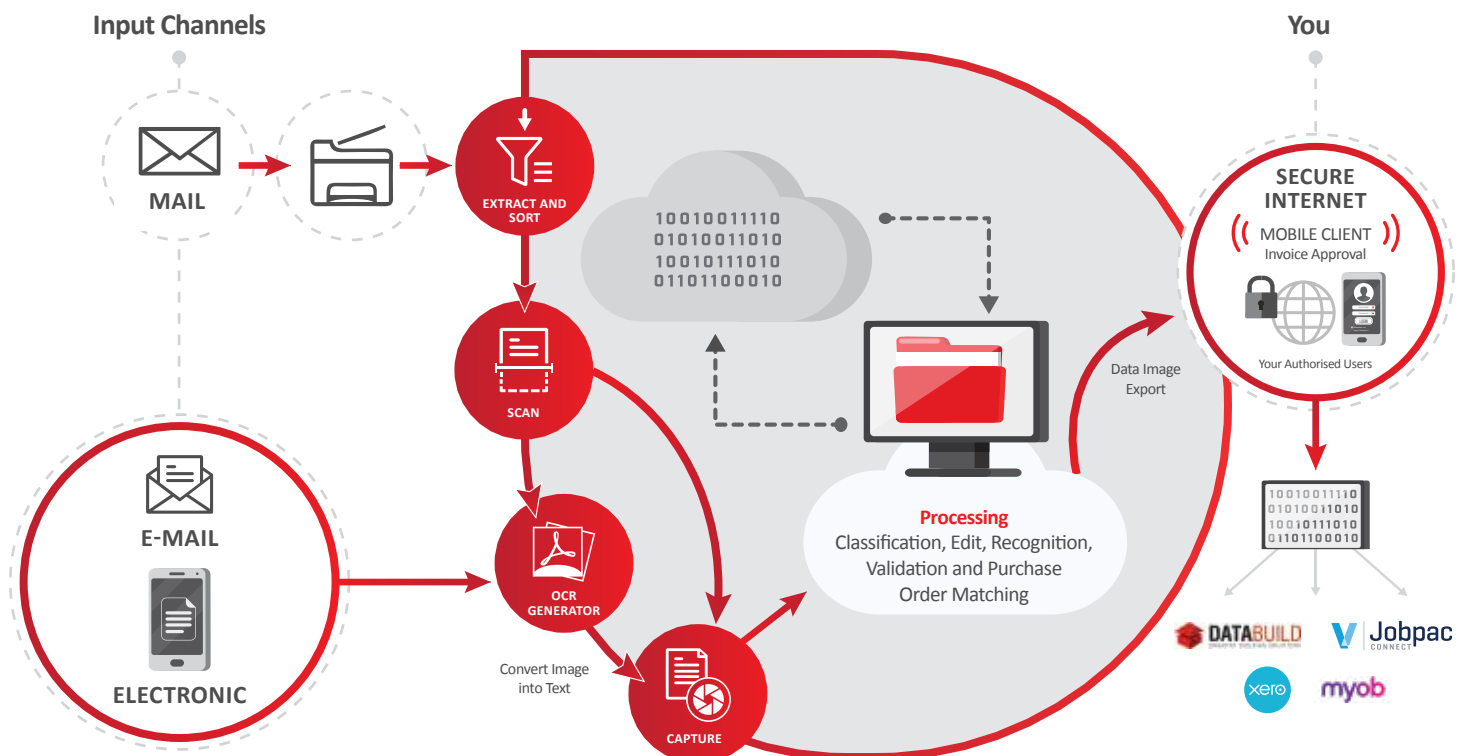 Input Channels
You
MAIL
EXTRACT AND
SORT
10010011110
01010011010
10010111010
01101100010
SECURE
INTERNET
MOBILE CLIENT
Invoice Approval
Your Authorised Users
SCAN
Data Image
Export
E-MAIL
ELECTRONIC
OCR
GENERATOR
Convert Image
into Text
CAPTURE
Processing
Classification, Edit, Recognition,
Validation and Purchase
Order Matching
10010011110
01010011010
10010111010
01101100010
DATABUILD
Jobpac
CONNECT
xero
myob